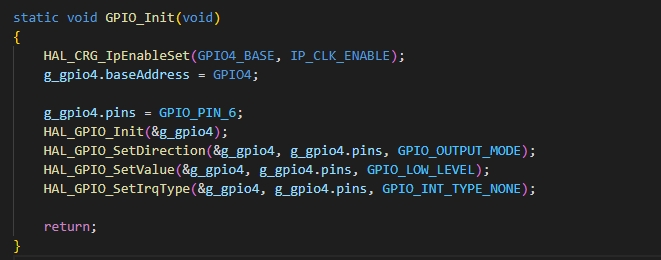 static void GPIO_Init(void)
{
    HAL_CRG_IpEnableSet(GPIO4_BASE, IP_CLK_ENABLE);
    g_gpio4.baseAddress = GPIO4;

    g_gpio4.pins = GPIO_PIN_6;
    HAL_GPIO_Init(&g_gpio4);
    HAL_GPIO_SetDirection(&g_gpio4, g_gpio4.pins, GPIO_OUTPUT_MODE);
    HAL_GPIO_SetValue(&g_gpio4, g_gpio4.pins, GPIO_LOW_LEVEL);
    HAL_GPIO_SetIrqType(&g_gpio4, g_gpio4.pins, GPIO_INT_TYPE_NONE);

    return;
}